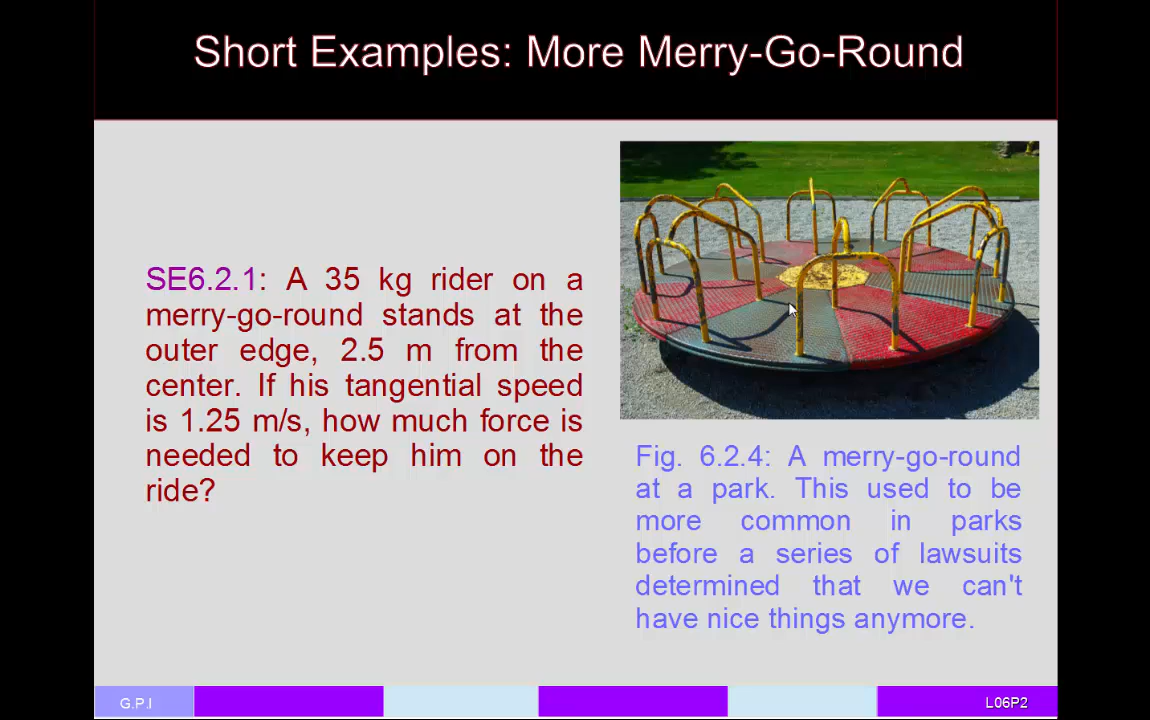 Short Examples: More Merry-Go-Round
SE6.2.1: A 35 kg rider on a
merry-go-round stands at the
outer edge, 2.5 m from the
center. If his tangential speed
is 1.25 m/s, how much force is
needed to keep him on the
ride?
Fig. 6.2.4: A merry-go-round
at a park. This used to be
more common in parks
before a series of lawsuits
determined that we can't
have nice things anymore.
G.P.I
L06P2